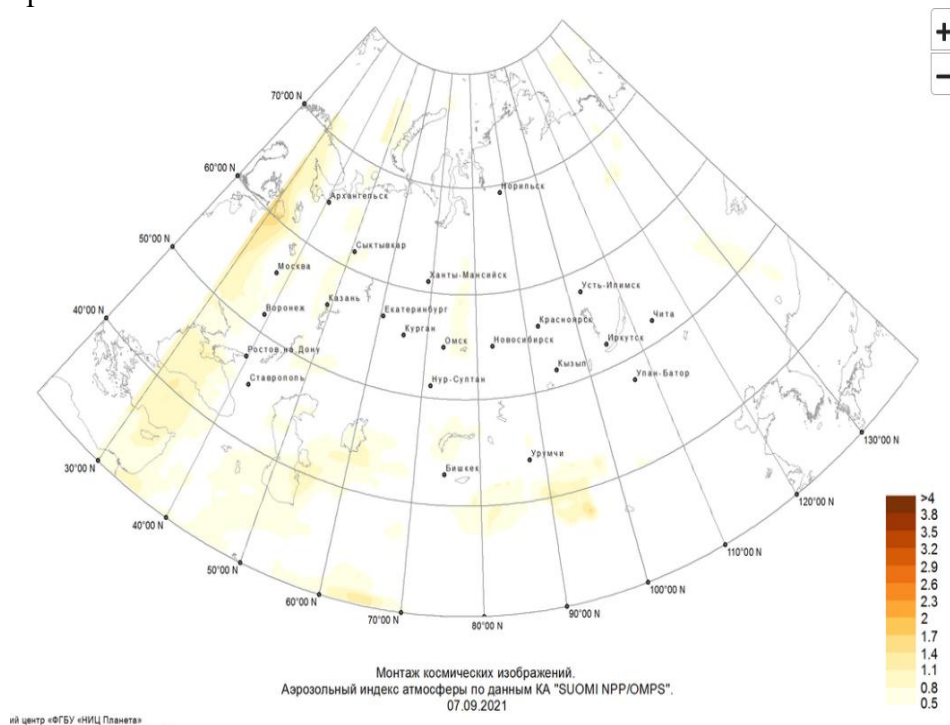 +
−
70°00 N
60°00 N
50°00 N
40°00 N
30°00 N
40°00 N
50°00 N
60°00 N
70°00 N
80°00 N
90°00 N
100°00 N
110°00 N
120°00 N
130°00 N
Норильск
Архангельск
Сыктывкар
Москва
Ханты-Мансийск
Усть-Илимск
Воронеж
Казань
Екатеринбург
Курган
Омск
Новосибирск
Красноярск
Чита
Иркутск
Ростов на Дону
Ставрополь
Нур-Султан
Кызыл
Улан-Батор
Урумчи
Бишкек
>4
3.8
3.5
3.2
2.9
2.6
2.3
2
1.7
1.4
1.1
0.8
0.5
Монтаж космических изображений.
Аэрозольный индекс атмосферы по данным КА "SUOMI NPP/OMPS".
07.09.2021
ий центр «ФГБУ «НИЦ Планета»